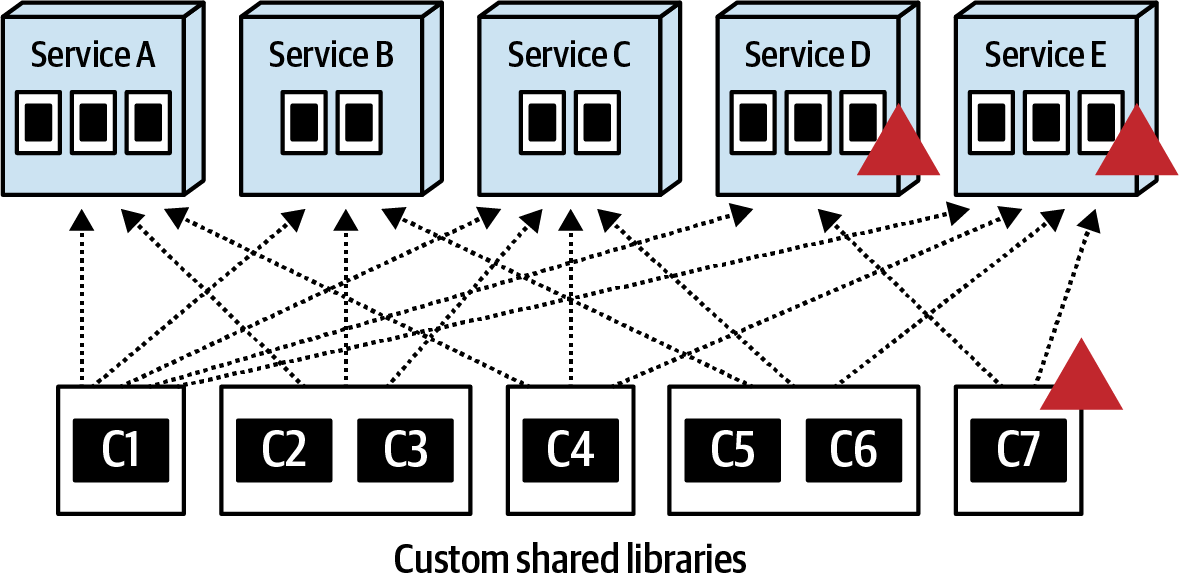 Service A
Service B
Service C
Service D
Service E
C1
C2
C3
C4
C5
C6
C7
Custom shared libraries